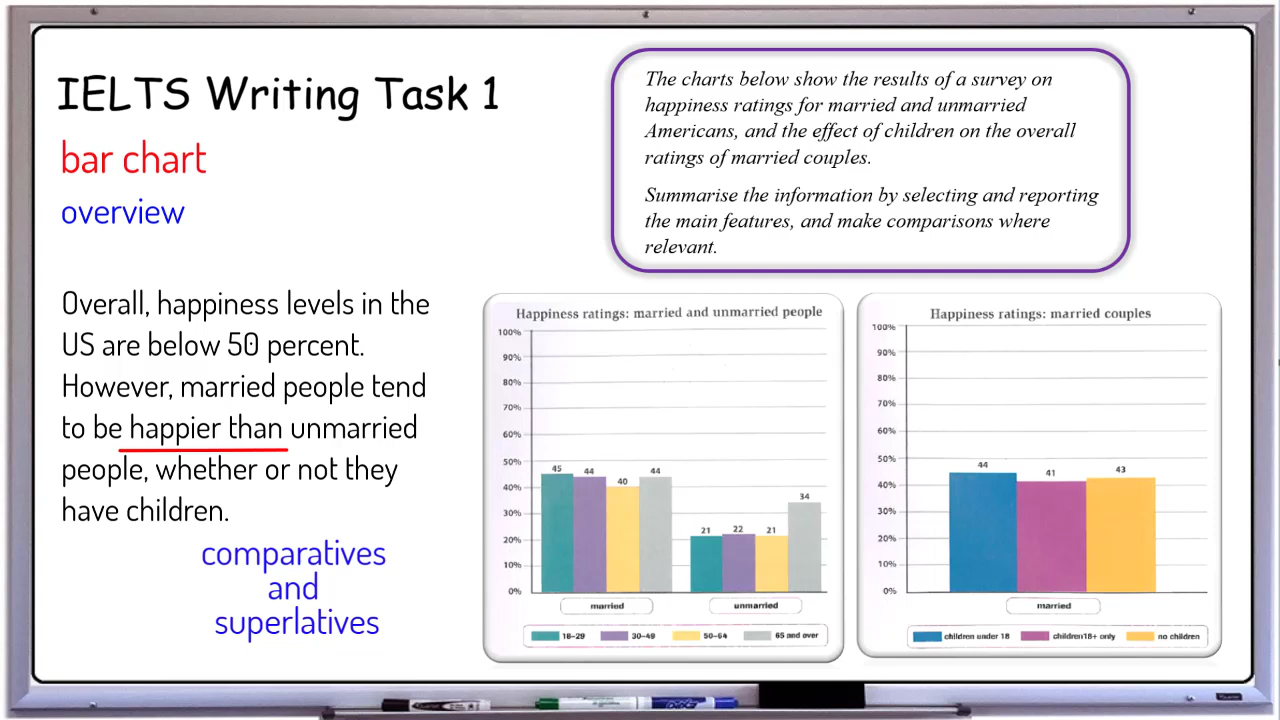 IELTS Writing Task 1
bar chart
overview
Overall, happiness levels in the
US are below 50 percent.
However, married people tend
to be happier than unmarried
people, whether or not they
have children.
comparatives
and
superlatives
The charts below show the results of a survey on
happiness ratings for married and unmarried
Americans, and the effect of children on the overall
ratings of married couples.
Summarise the information by selecting and reporting
the main features, and make comparisons where
relevant.
Happiness ratings: married and unmarried people
100%
90%
80%
70%
60%
50%
40%
30%
20%
10%
0%
45 44 40 44
21 22 21 34
married unmarried
18–29 30–49 50–64 65 and over
Happiness ratings: married couples
100%
90%
80%
70%
60%
50%
40%
30%
20%
10%
0%
44 41 43
married
children under 18 children18+ only no children